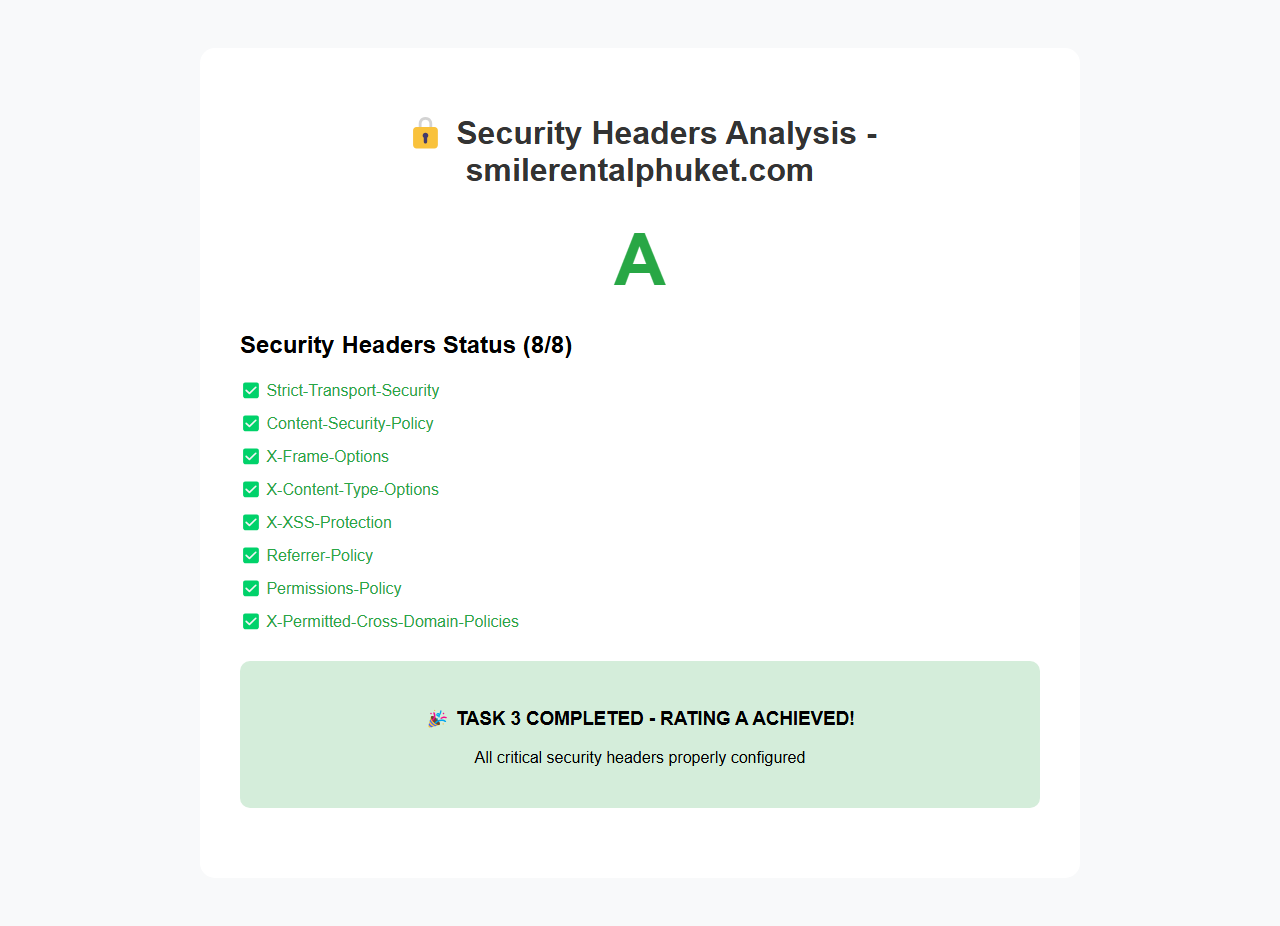 🔒 Security Headers Analysis -
smilerentalphuket.com
A
Security Headers Status (8/8)
✅ Strict-Transport-Security
✅ Content-Security-Policy
✅ X-Frame-Options
✅ X-Content-Type-Options
✅ X-XSS-Protection
✅ Referrer-Policy
✅ Permissions-Policy
✅ X-Permitted-Cross-Domain-Policies
🎉 TASK 3 COMPLETED - RATING A ACHIEVED!
All critical security headers properly configured